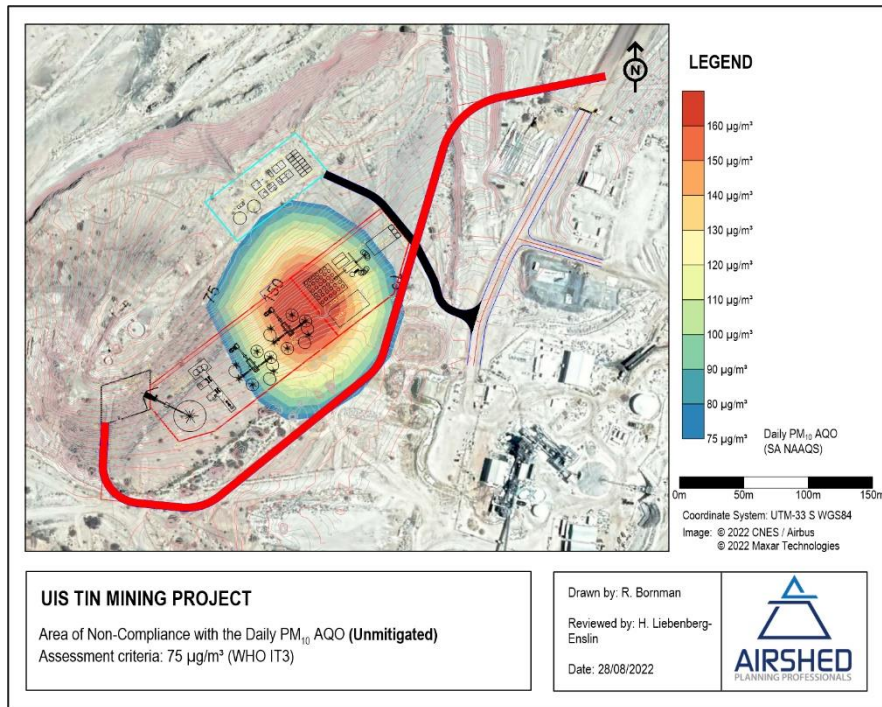 N
75
150
LEGEND
160 µg/m³
150 µg/m³
140 µg/m³
130 µg/m³
120 µg/m³
110 µg/m³
100 µg/m³
90 µg/m³
80 µg/m³
75 µg/m³
Daily PM₁₀ AQO
(SA NAAQS)
0m 50m 100m 150m
Coordinate System: UTM-33 S WGS84
Image: © 2022 CNES / Airbus
© 2022 Maxar Technologies
UIS TIN MINING PROJECT
Area of Non-Compliance with the Daily PM₁₀ AQO (Unmitigated)
Assessment criteria: 75 µg/m³ (WHO IT3)
Drawn by: R. Bornman
Reviewed by: H. Liebenberg-
Enslin
Date: 28/08/2022
AIRSHED
PLANNING PROFESSIONALS